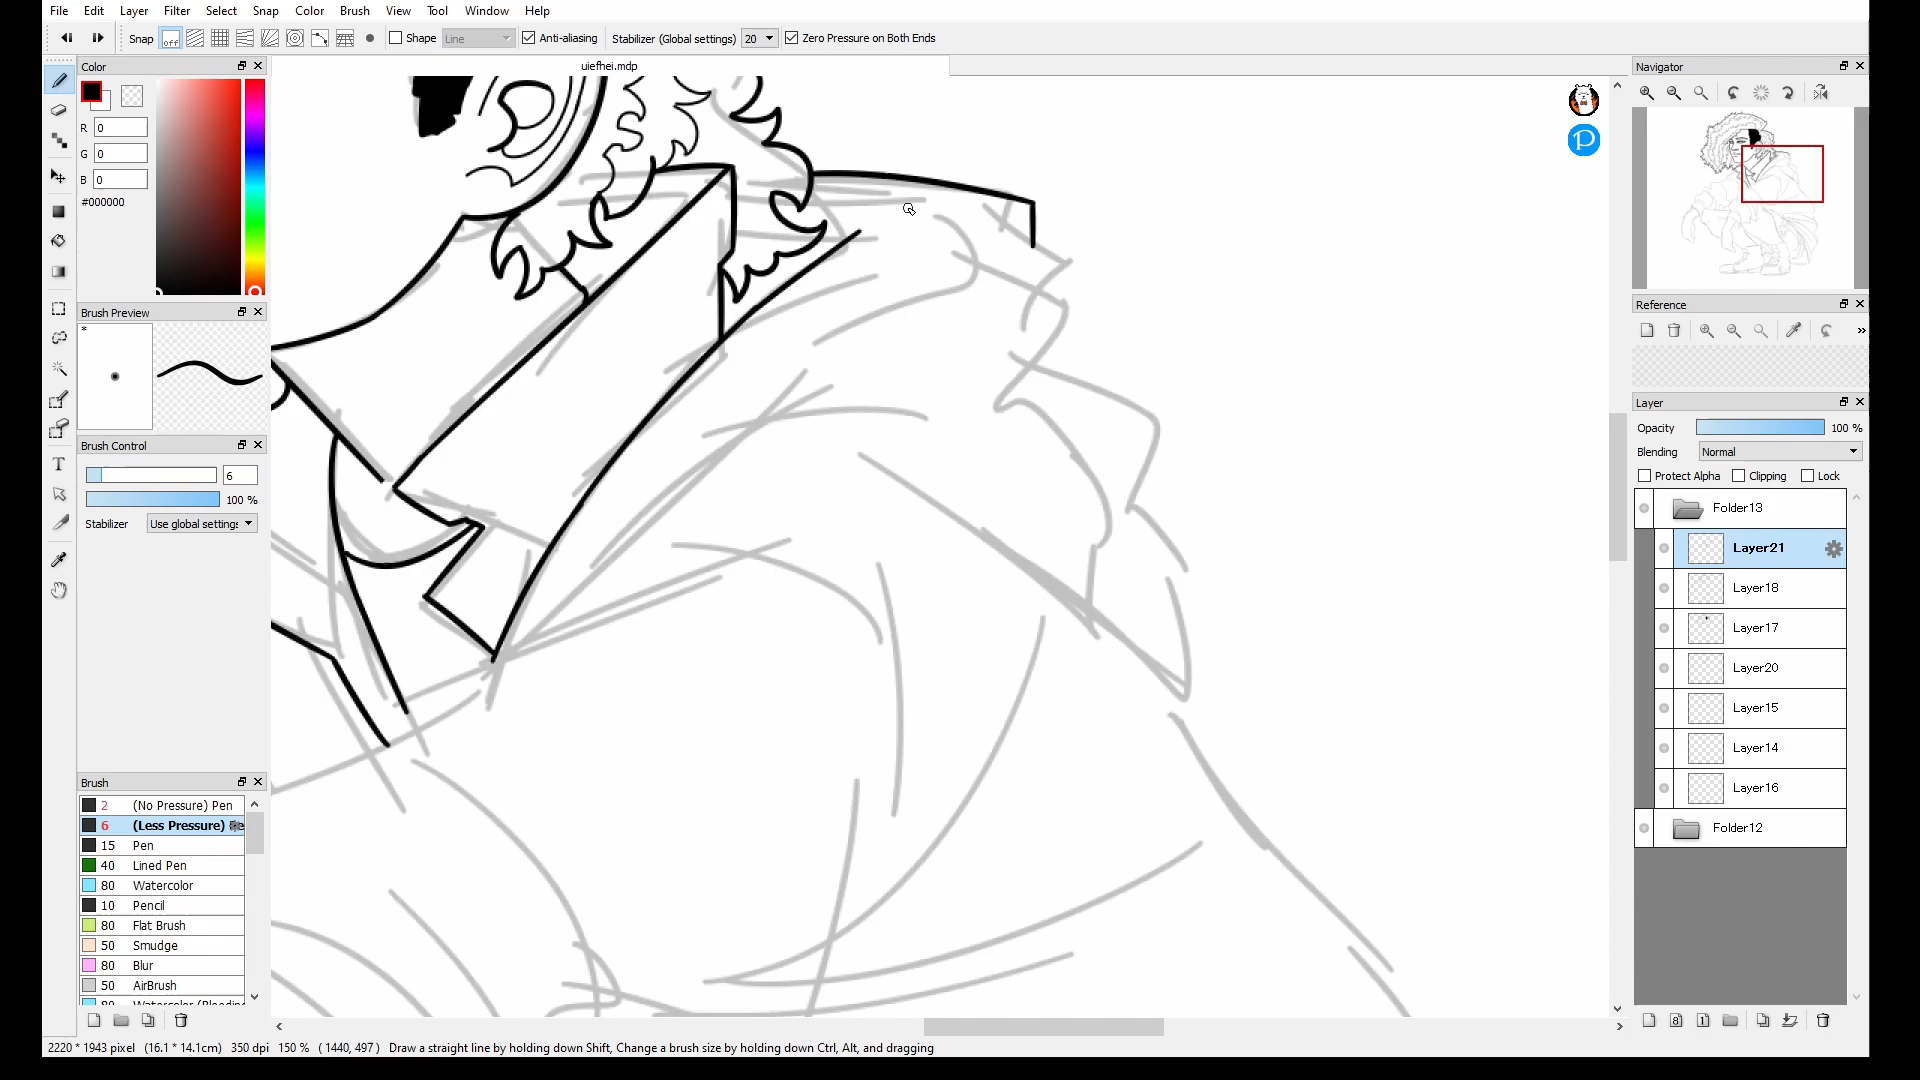 File Edit Layer Filter Select Snap Color Brush View Tool Window Help
Snap off Shape Line Anti-aliasing Stabilizer (Global settings) 20 Zero Pressure on Both Ends
Color
uiefhei.mdp
Navigator
R 0
G 0
B 0
#000000
Brush Preview
*
Reference
»
Layer
Opacity 100 %
Brush Control
Blending Normal
6
Protect Alpha Clipping Lock
100 %
Folder13
Stabilizer Use global settings
Layer21
Layer18
Layer17
Layer20
Layer15
Layer14
Layer16
Folder12
Brush
2 (No Pressure) Pen
6 (Less Pressure)
15 Pen
40 Lined Pen
80 Watercolor
10 Pencil
80 Flat Brush
50 Smudge
80 Blur
50 AirBrush
80 Watercolor (Bleeding
2220 * 1943 pixel (16.1 * 14.1cm) 350 dpi 150 % ( 1440, 497 ) Draw a straight line by holding down Shift, Change a brush size by holding down Ctrl, Alt, and dragging